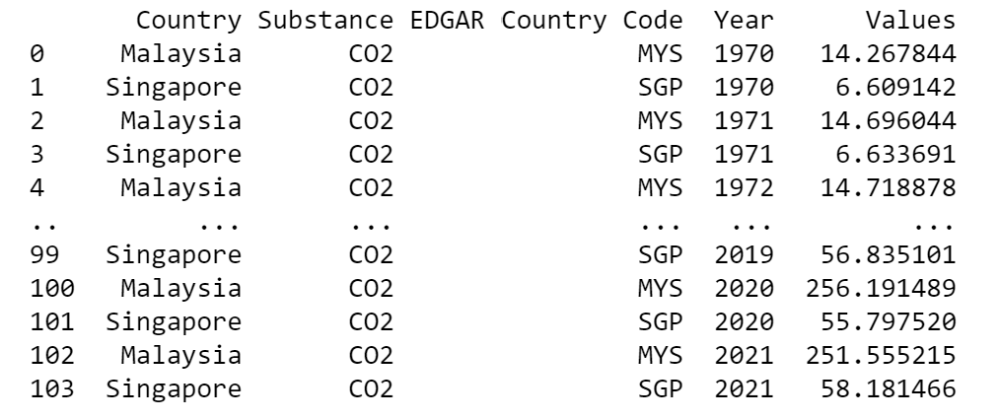 Country Substance EDGAR Country Code Year Values
0 Malaysia CO2 MYS 1970 14.267844
1 Singapore CO2 SGP 1970 6.609142
2 Malaysia CO2 MYS 1971 14.696044
3 Singapore CO2 SGP 1971 6.633691
4 Malaysia CO2 MYS 1972 14.718878
.. ... ... ... ... ...
99 Singapore CO2 SGP 2019 56.835101
100 Malaysia CO2 MYS 2020 256.191489
101 Singapore CO2 SGP 2020 55.797520
102 Malaysia CO2 MYS 2021 251.555215
103 Singapore CO2 SGP 2021 58.181466